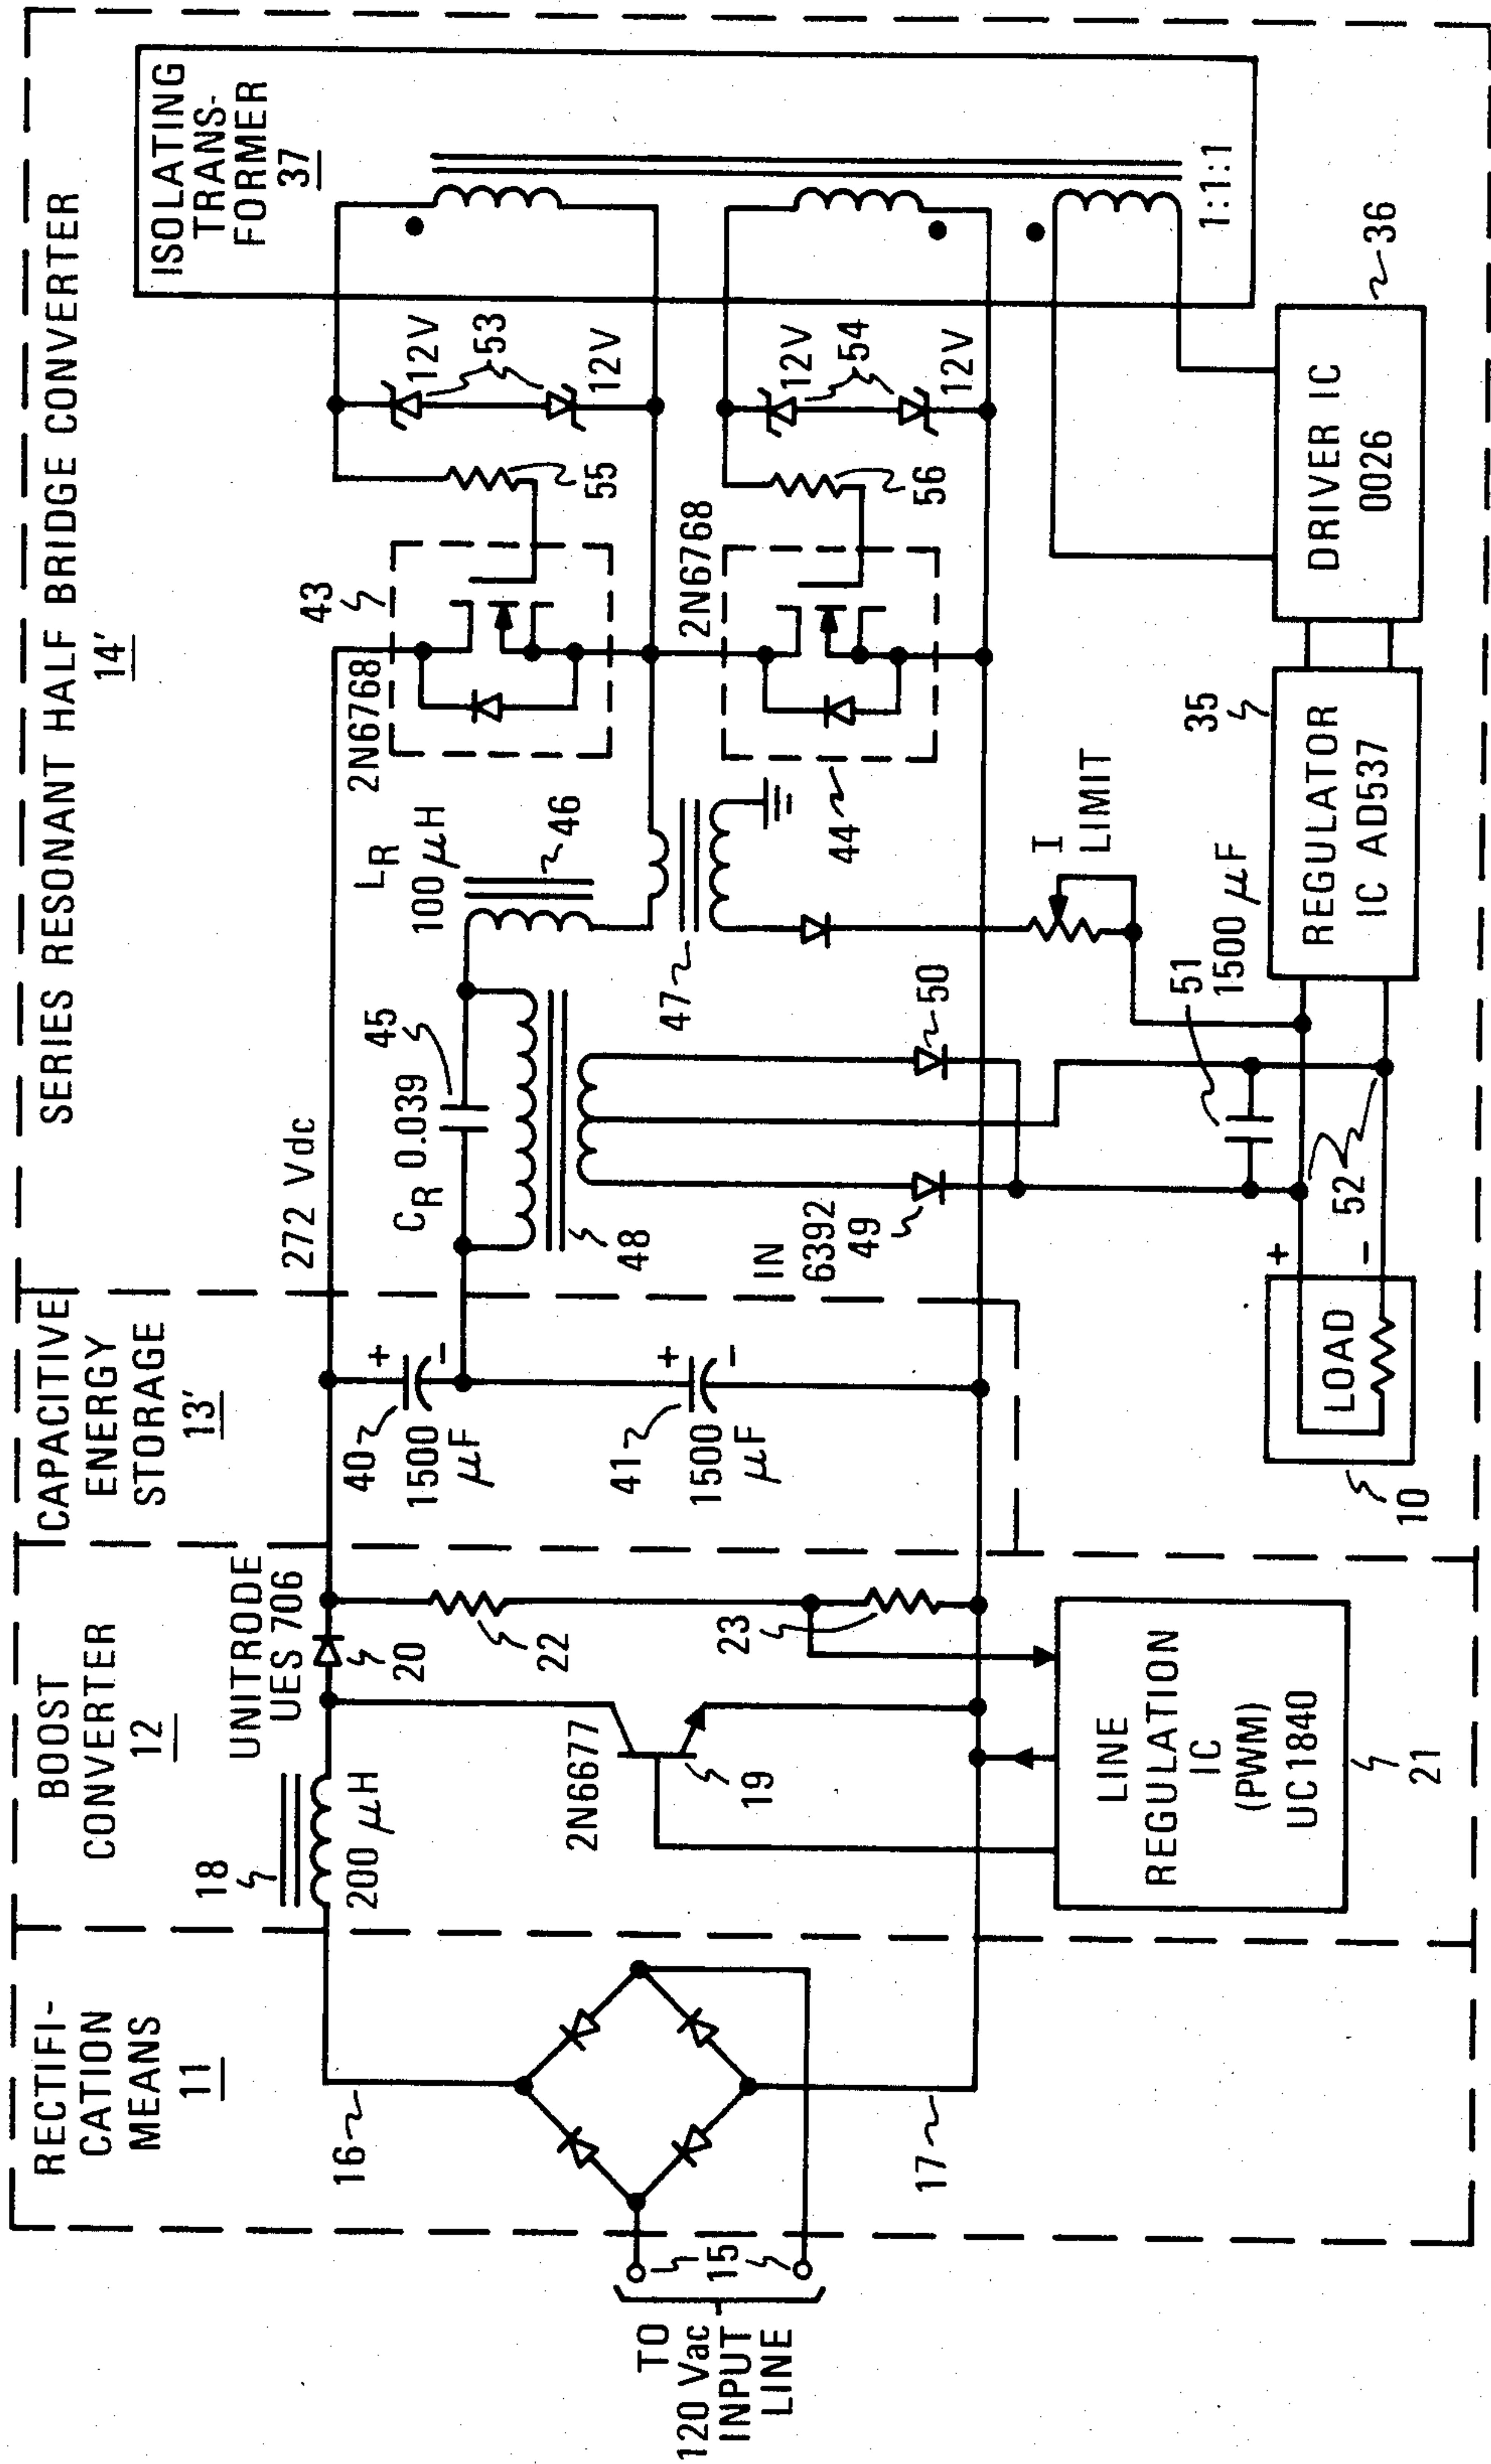 RECTIFI-
CATION
MEANS
11
BOOST
CONVERTER
12
CAPACITIVE
ENERGY
STORAGE
13'
SERIES RESONANT HALF BRIDGE CONVERTER
14'
TO
120 Vac
INPUT
LINE
15
16
17
18
200 µH
UNITRODE
UES 706
20
22
23
2N6677
19
LINE
REGULATION
IC
(PWM)
UC1840
21
40
1500
µF
+
−
41
1500
µF
+
−
272 Vdc
CR 0.039
45
48
IN
6392
49
50
LR
100 µH
46
47
2N6768
43
2N6768
44
I
LIMIT
51
1500 µF
52
+
−
LOAD
10
55
56
12V
53
12V
12V
54
12V
ISOLATING
TRANS-
FORMER
37
1:1:1
35
REGULATOR
IC AD537
DRIVER IC
0026
36